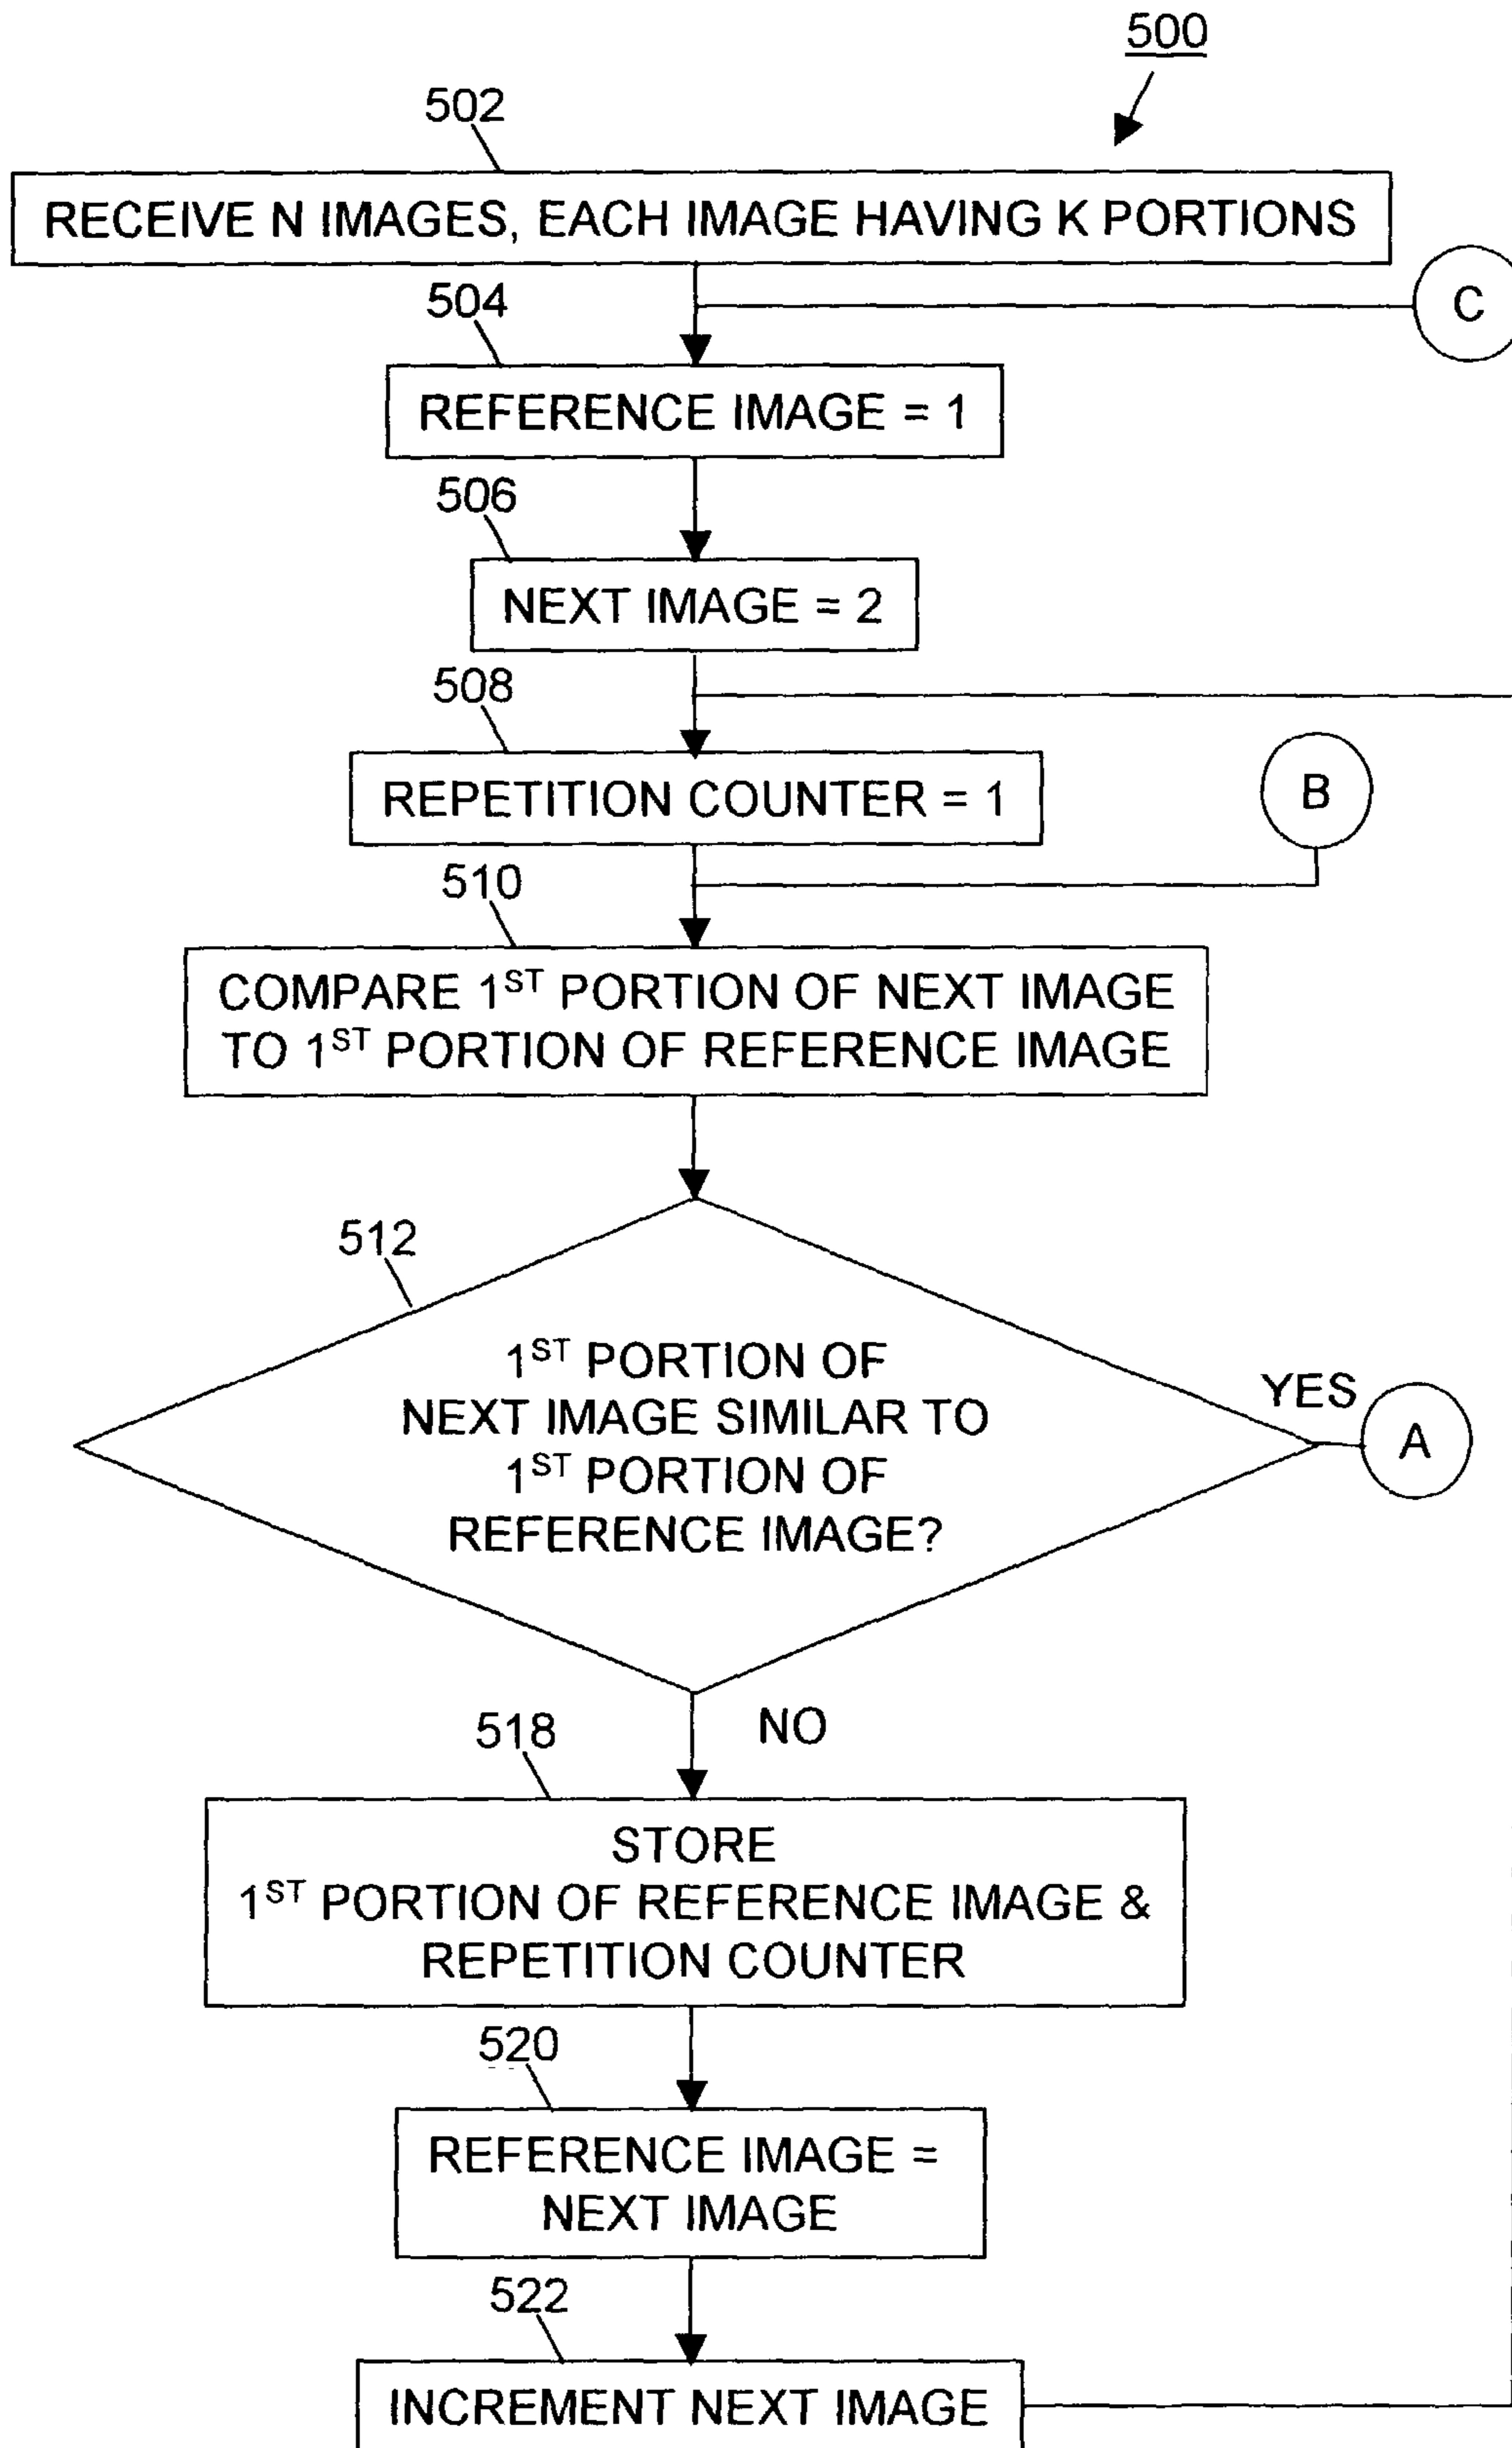 500
502
RECEIVE N IMAGES, EACH IMAGE HAVING K PORTIONS
C
504
REFERENCE IMAGE = 1
506
NEXT IMAGE = 2
508
REPETITION COUNTER = 1
B
510
COMPARE 1ST PORTION OF NEXT IMAGE
TO 1ST PORTION OF REFERENCE IMAGE
512
1ST PORTION OF
NEXT IMAGE SIMILAR TO
1ST PORTION OF
REFERENCE IMAGE?
YES
A
NO
518
STORE
1ST PORTION OF REFERENCE IMAGE &
REPETITION COUNTER
520
REFERENCE IMAGE =
NEXT IMAGE
522
INCREMENT NEXT IMAGE